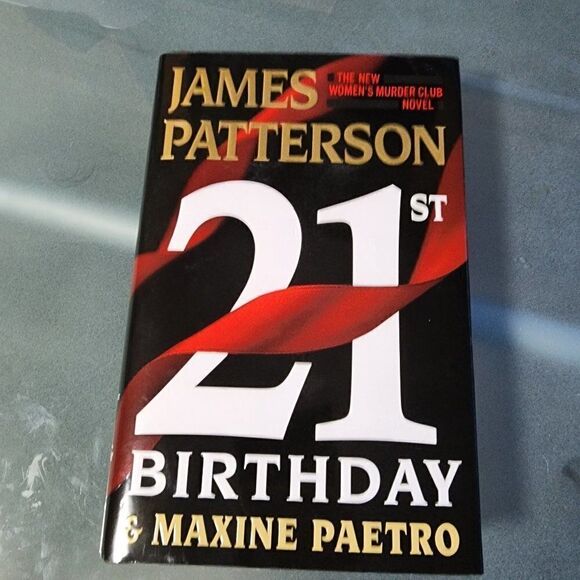 JAMES
PATTERSON
THE NEW
WOMEN'S MURDER CLUB
NOVEL
21ST
BIRTHDAY
& MAXINE PAETRO